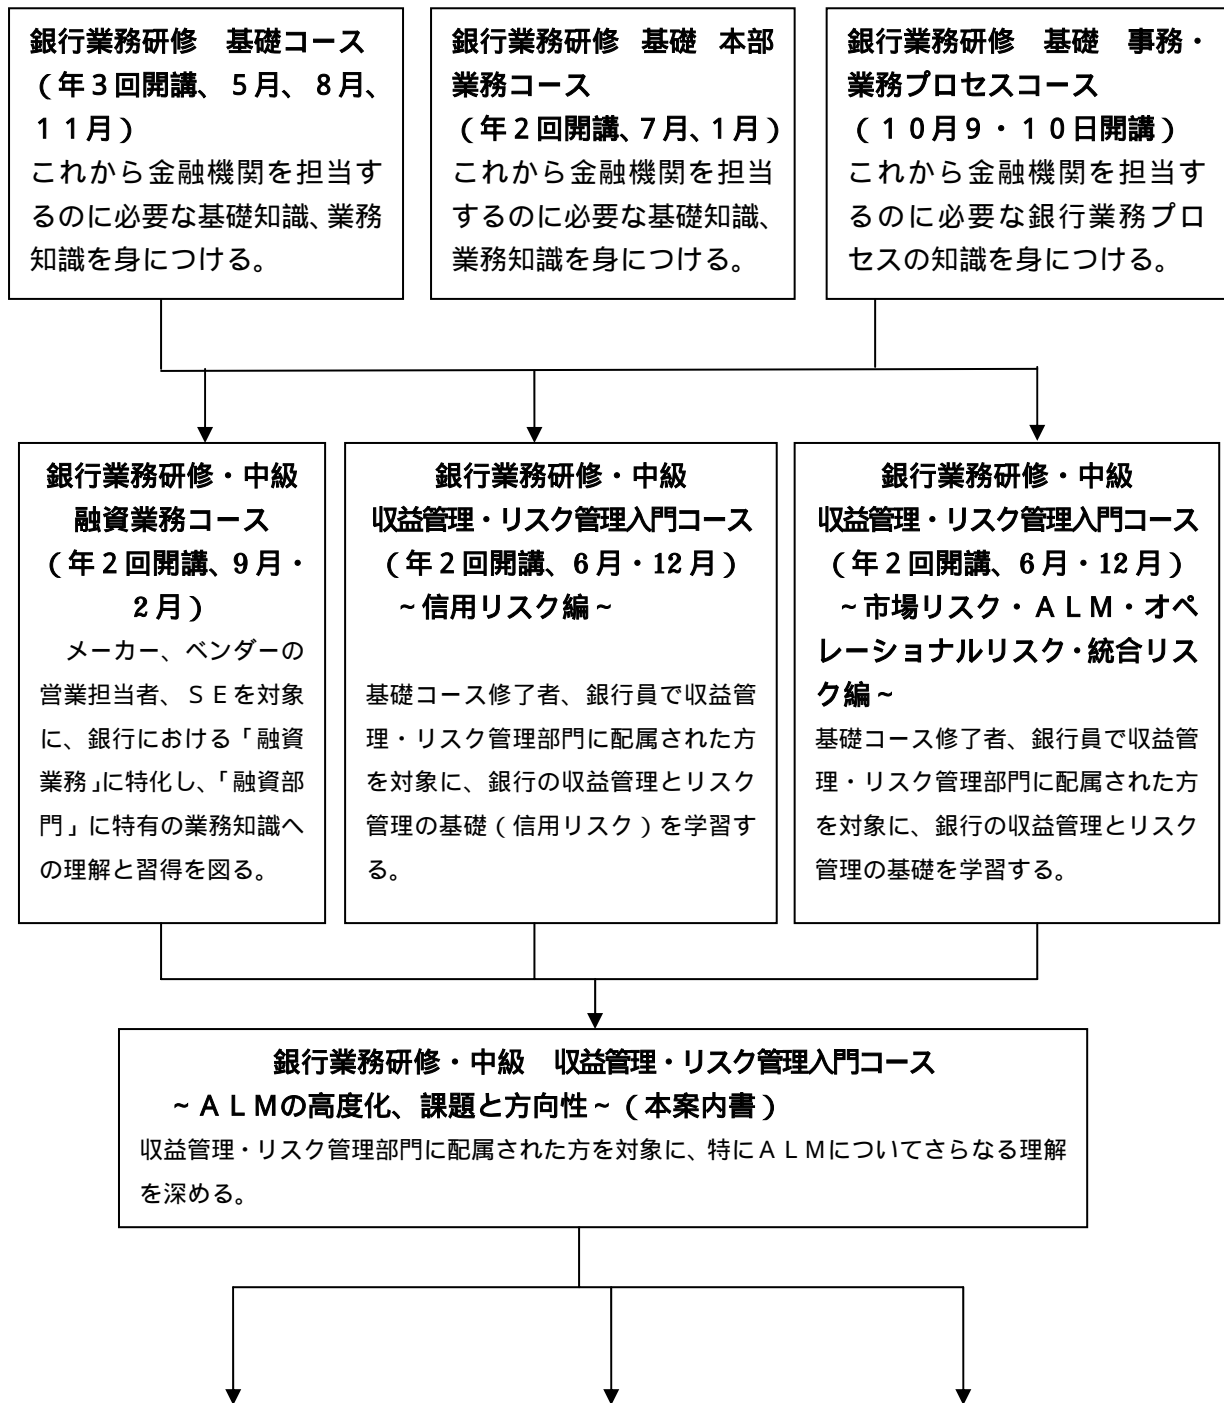 銀行業務研修　基礎コース
（年３回開講、５月、８月、
１１月）
これから金融機関を担当す
るのに必要な基礎知識、業務
知識を身につける。
銀行業務研修 基礎 本部
業務コース
（年２回開講、７月、１月）
これから金融機関を担当
するのに必要な基礎知識、
業務知識を身につける。
銀行業務研修　基礎　事務・
業務プロセスコース
（１０月９・１０日開講）
これから金融機関を担当す
るのに必要な銀行業務プロ
セスの知識を身につける。
銀行業務研修・中級
融資業務コース
（年２回開講、9 月・
2 月）
メーカー、ベンダーの
営業担当者、ＳＥを対象
に、銀行における「融資
業務」に特化し、「融資部
門」に特有の業務知識へ
の理解と習得を図る。
銀行業務研修・中級
収益管理・リスク管理入門コース
（年２回開講、6 月・12 月）
~信用リスク編~
基礎コース修了者、銀行員で収益管
理・リスク管理部門に配属された方
を対象に、銀行の収益管理とリスク
管理の基礎（信用リスク）を学習す
る。
銀行業務研修・中級
収益管理・リスク管理入門コース
（年２回開講、6 月・12 月）
~市場リスク・ＡＬＭ・オペ
レーショナルリスク・統合リス
ク編~
基礎コース修了者、銀行員で収益管
理・リスク管理部門に配属された方
を対象に、銀行の収益管理とリスク
管理の基礎を学習する。
銀行業務研修・中級　収益管理・リスク管理入門コース
~ＡＬＭの高度化、課題と方向性~（本案内書）
収益管理・リスク管理部門に配属された方を対象に、特にＡＬＭについてさらなる理解
を深める。